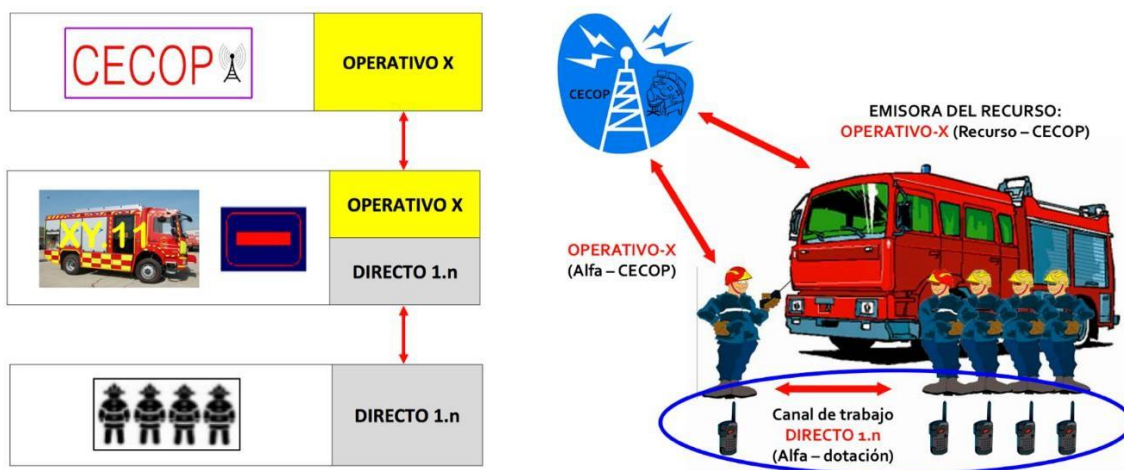 CECOP
OPERATIVO X
XY.11
OPERATIVO X
DIRECTO 1.n
DIRECTO 1.n
CECOP
EMISORA DEL RECURSO:
OPERATIVO-X (Recurso – CECOP)
OPERATIVO-X
(Alfa – CECOP)
Canal de trabajo
DIRECTO 1.n
(Alfa – dotación)